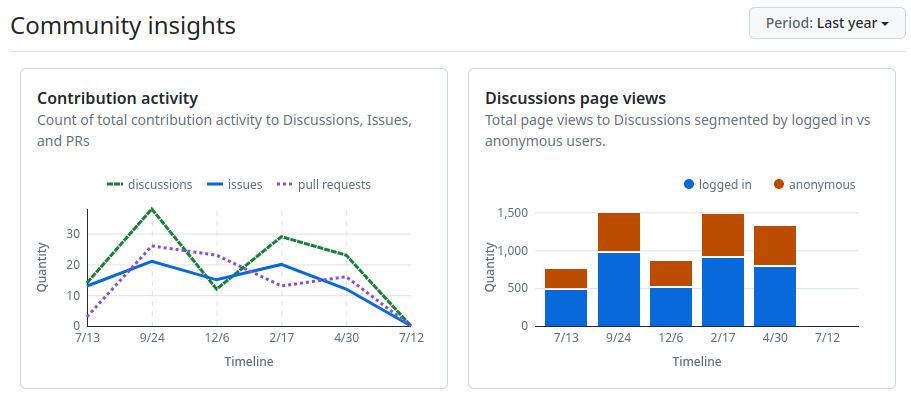 Community insights
Period: Last year
Contribution activity
Count of total contribution activity to Discussions, Issues,
and PRs
discussions issues pull requests
Quantity
30
20
10
0
7/13 9/24 12/6 2/17 4/30 7/12
Timeline
Discussions page views
Total page views to Discussions segmented by logged in vs
anonymous users.
logged in anonymous
Quantity
1,500
1,000
500
0
7/13 9/24 12/6 2/17 4/30 7/12
Timeline